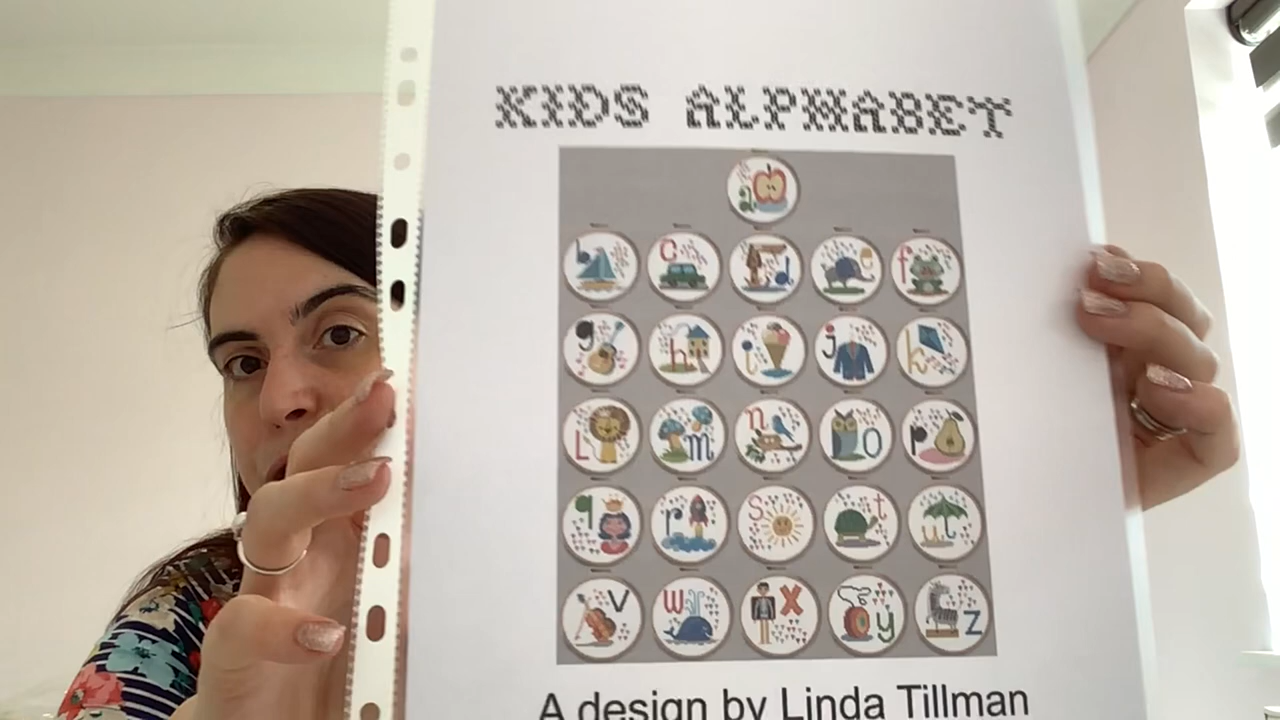 KIDS ALPHABET
a
b c d e f
g h i j k
L m n o p
q r s t u
v w x y z
A design by Linda Tillman